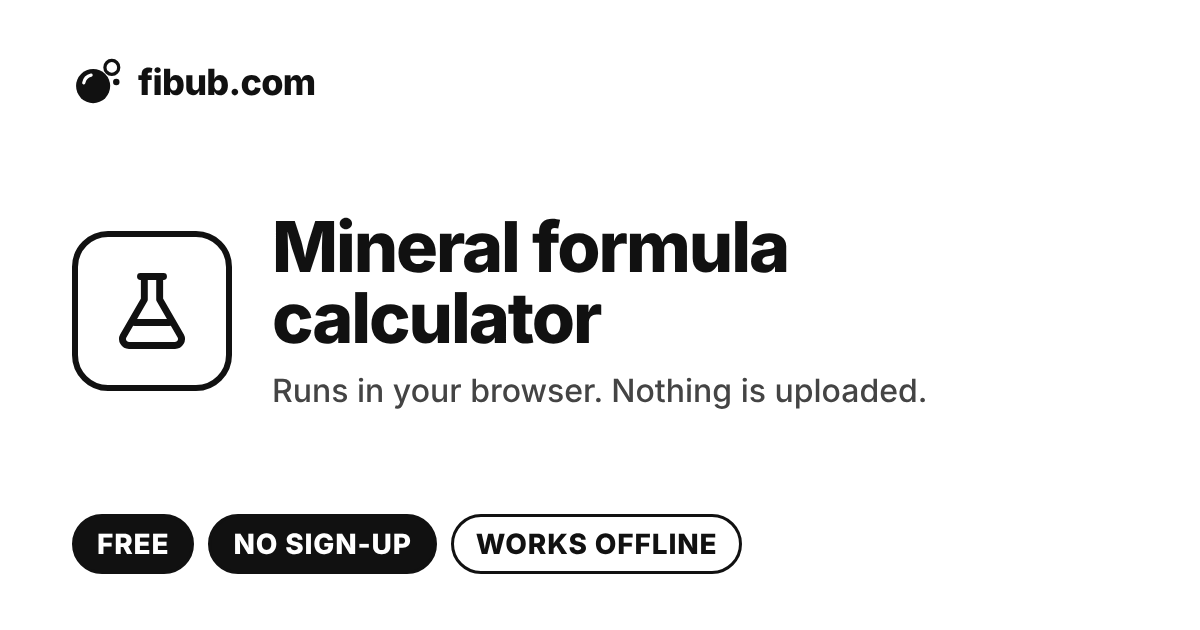 fibub.com
Mineral formula
calculator
Runs in your browser. Nothing is uploaded.
FREE NO SIGN-UP WORKS OFFLINE